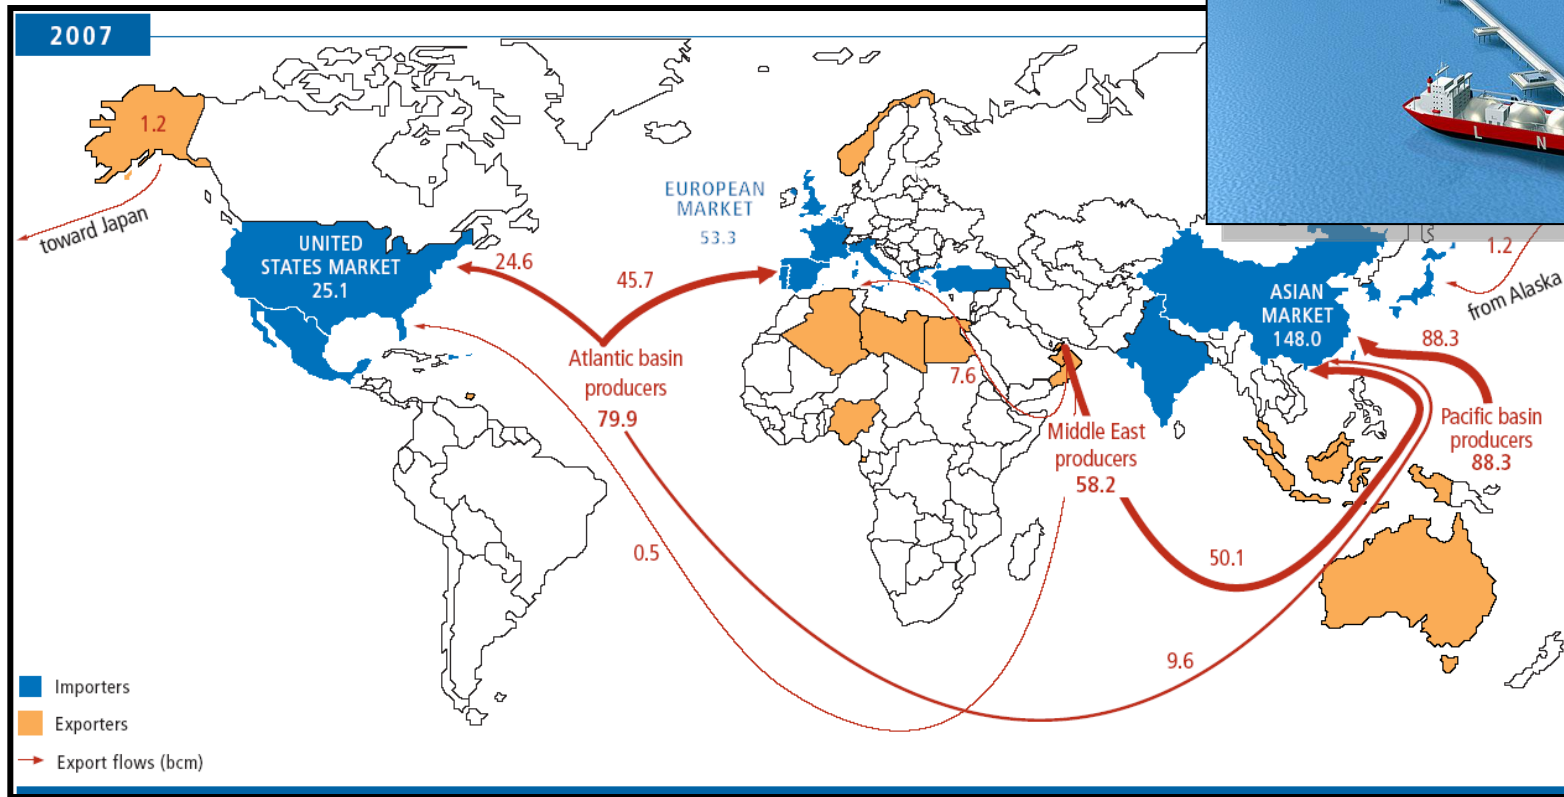 2007
1.2
toward Japan
UNITED
STATES MARKET
25.1
24.6
45.7
EUROPEAN
MARKET
53.3
Atlantic basin
producers
79.9
0.5
7.6
Middle East
producers
58.2
50.1
9.6
ASIAN
MARKET
148.0
88.3
Pacific basin
producers
88.3
1.2
from Alaska
L N
Importers
Exporters
Export flows (bcm)